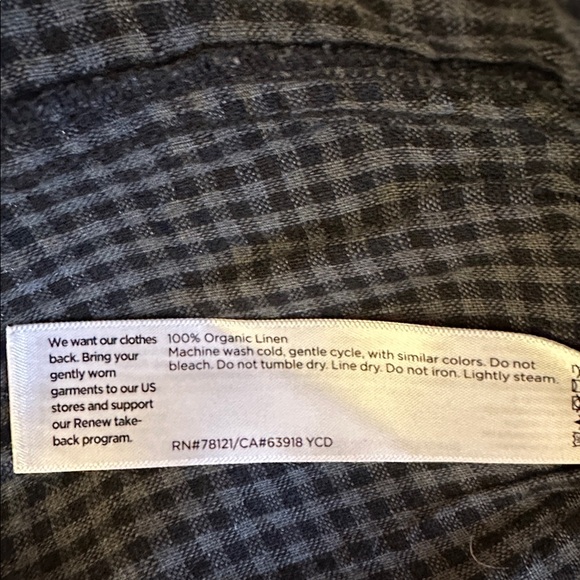 We want our clothes
back. Bring your
gently worn
garments to our US
stores and support
our Renew take-
back program.
100% Organic Linen
Machine wash cold, gentle cycle, with similar colors. Do not
bleach. Do not tumble dry. Line dry. Do not iron. Lightly steam.
RN#78121/CA#63918 YCD